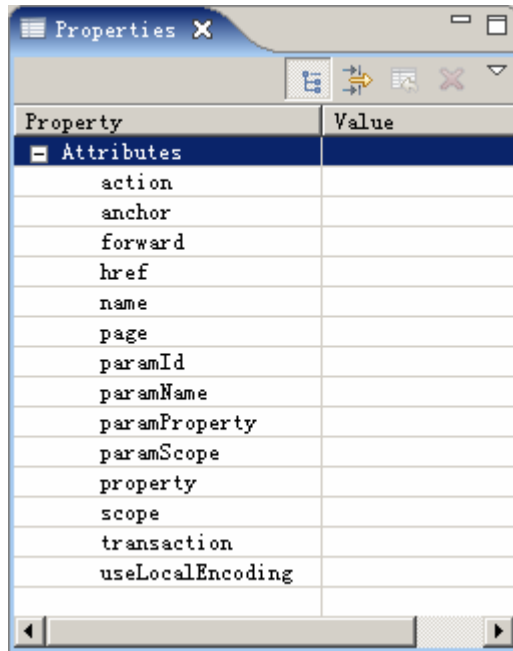 Properties
Property Value
Attributes
action
anchor
forward
href
name
page
paramId
paramName
paramProperty
paramScope
property
scope
transaction
useLocalEncoding